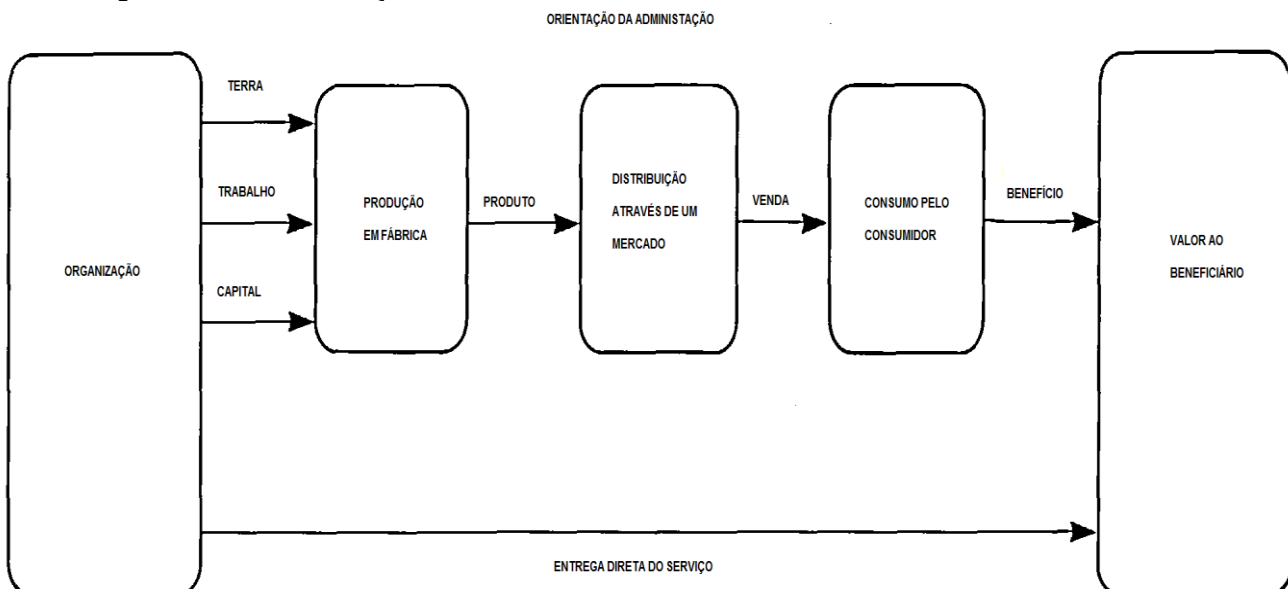 ORIENTAÇÃO DA ADMINISTAÇÃO
TERRA
TRABALHO
CAPITAL
ORGANIZAÇÃO
PRODUÇÃO
EM FÁBRICA
PRODUTO
DISTRIBUIÇÃO
ATRAVÉS DE UM
MERCADO
VENDA
CONSUMO PELO
CONSUMIDOR
BENEFÍCIO
VALOR AO
BENEFICIÁRIO
ENTREGA DIRETA DO SERVIÇO